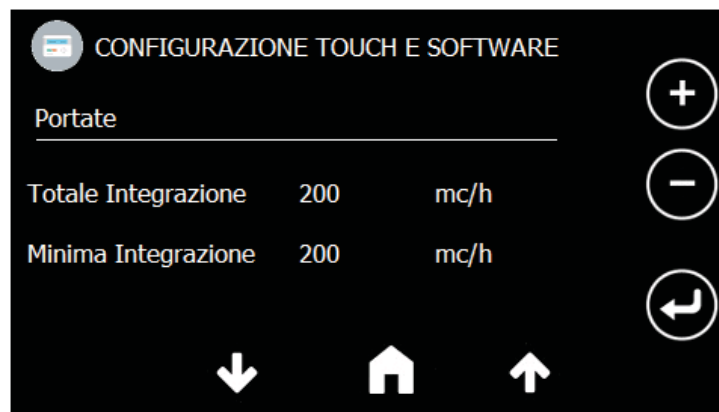 CONFIGURAZIONE TOUCH E SOFTWARE
Portate
Totale Integrazione 200 mc/h
Minima Integrazione 200 mc/h